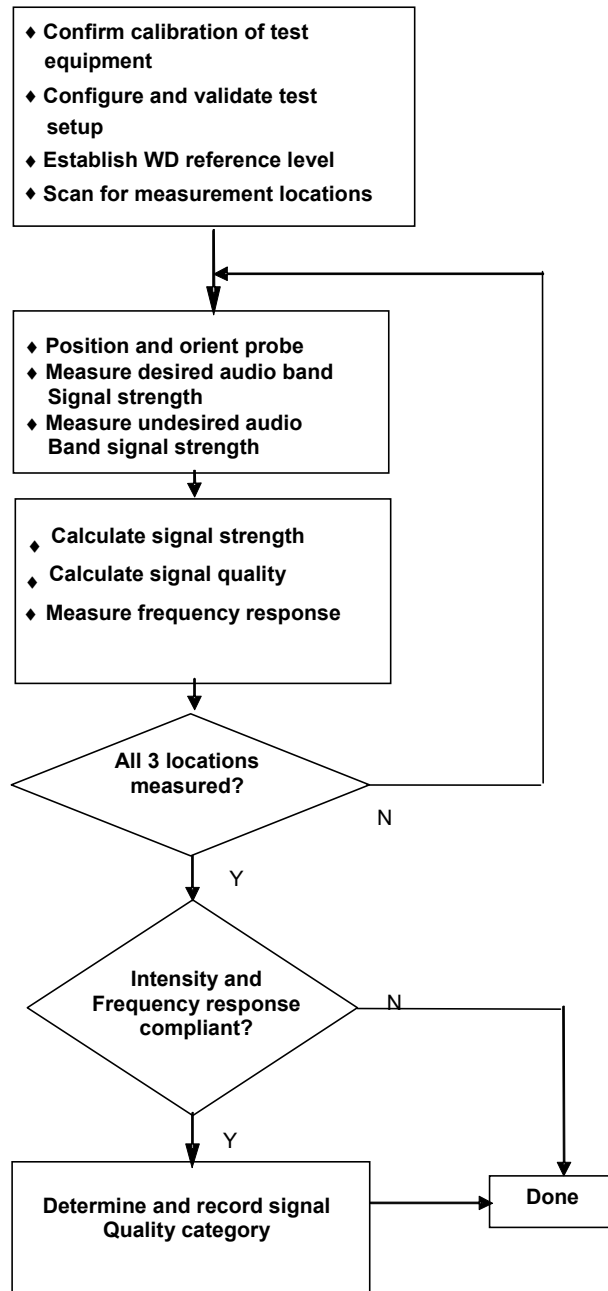 ♦ Confirm calibration of test
equipment
♦ Configure and validate test
setup
♦ Establish WD reference level
♦ Scan for measurement locations
♦ Position and orient probe
♦ Measure desired audio band
Signal strength
♦ Measure undesired audio
Band signal strength
♦ Calculate signal strength
♦ Calculate signal quality
♦ Measure frequency response
All 3 locations
measured?
N
Y
Intensity and
Frequency response
compliant?
N
Y
Determine and record signal
Quality category
Done